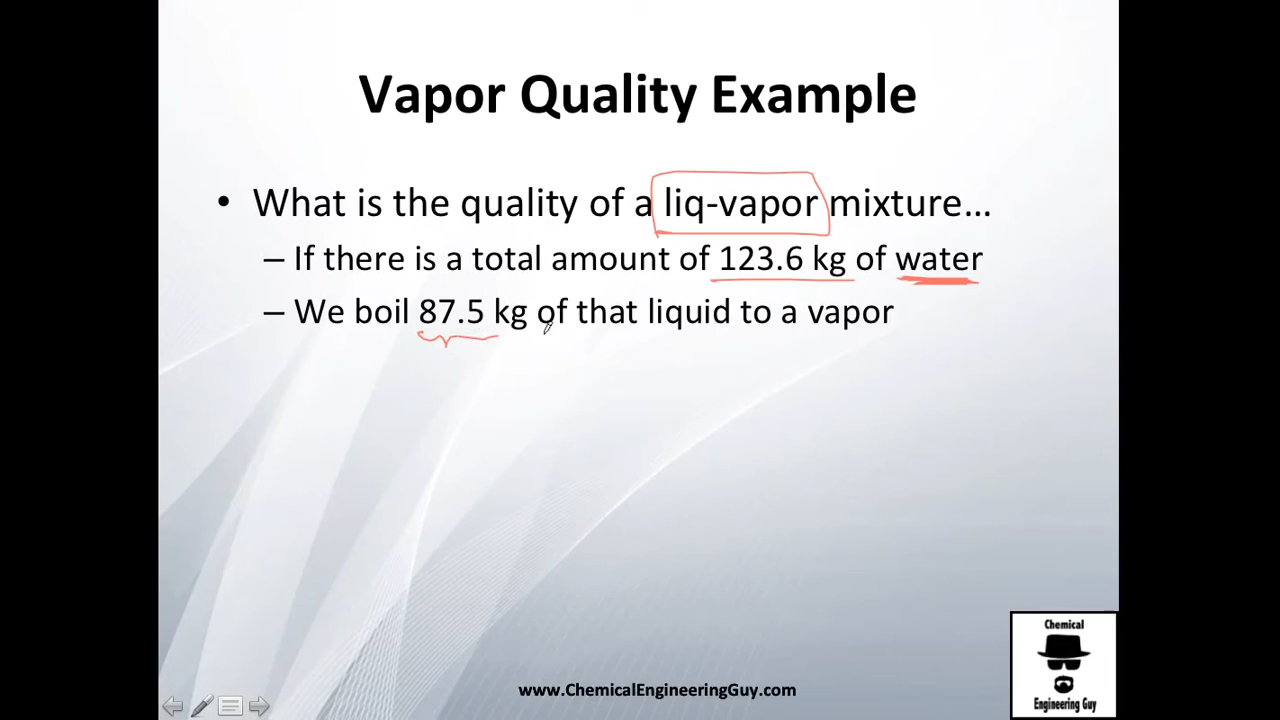 Vapor Quality Example
• What is the quality of a liq-vapor mixture…
– If there is a total amount of 123.6 kg of water
– We boil 87.5 kg of that liquid to a vapor
Chemical
Engineering Guy
www.ChemicalEngineeringGuy.com